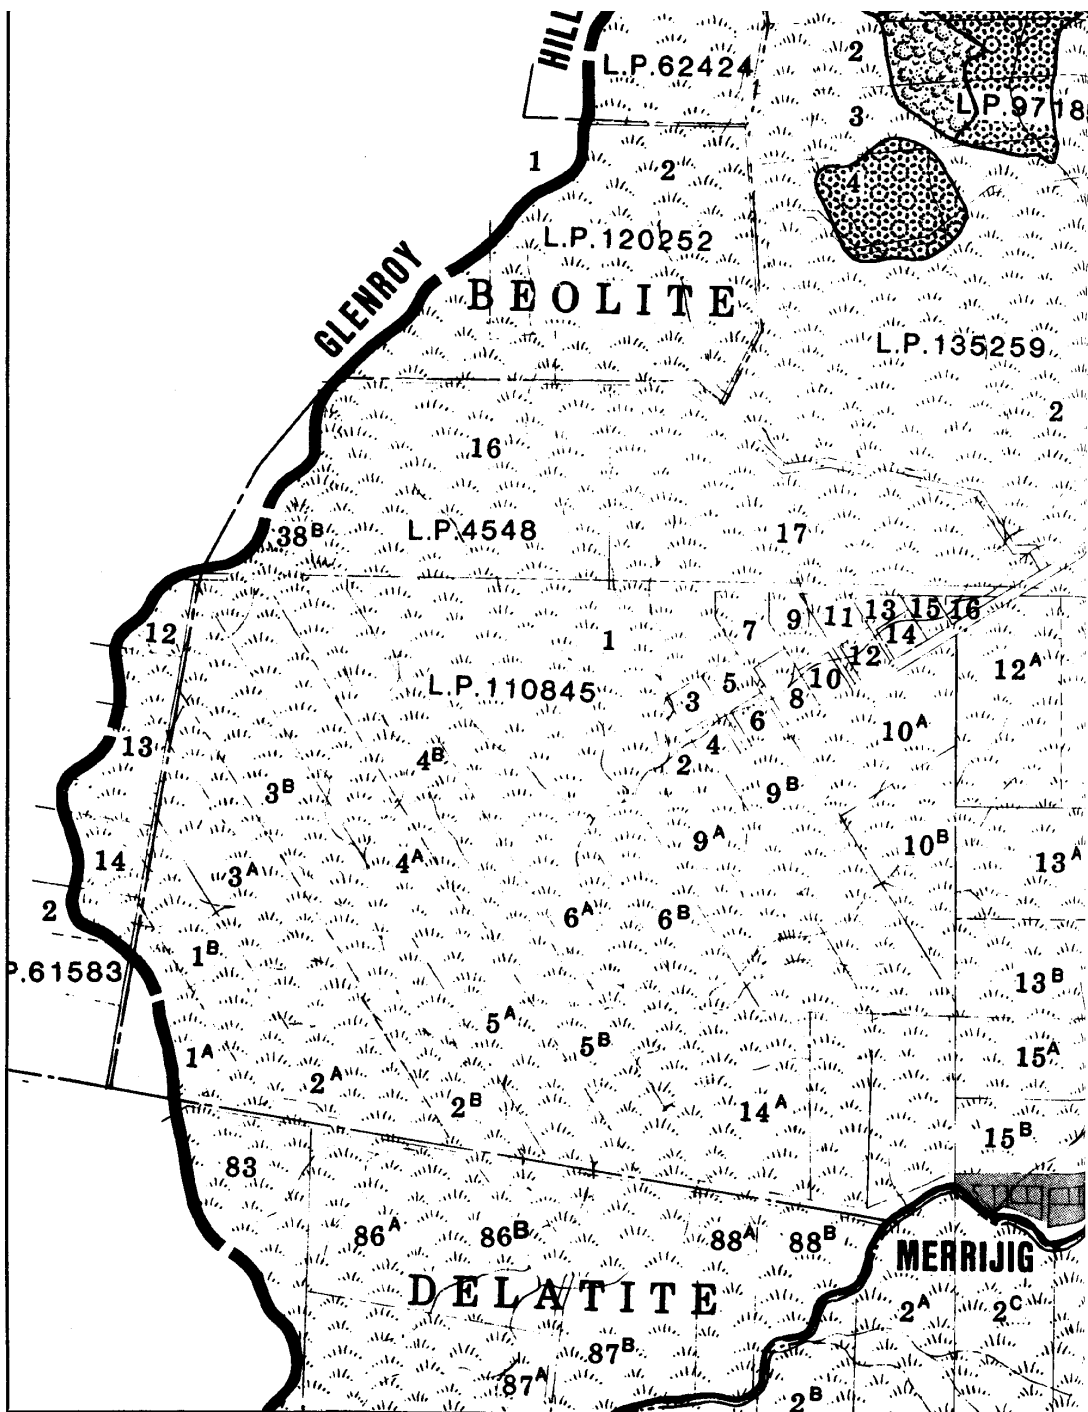 HILL
L.P.62424
2
L.P.9718
3
1
2
4
L.P.120252
GLENROY
BEOLITE
L.P.135259
2
16
38B
L.P.4548
17
12
1
7
9
11
13
15
16
14
12
12A
L.P.110845
3
5
8
10
6
10A
13
4B
4
2
3B
9B
14
3A
4A
9A
10B
13A
2
6A
6B
1B
P.61583
13B
5A
5B
1A
15A
2A
2B
14A
15B
83
86A
86B
88A
88B
MERRIJIG
DELATITE
2A
2C
87B
87A
2B